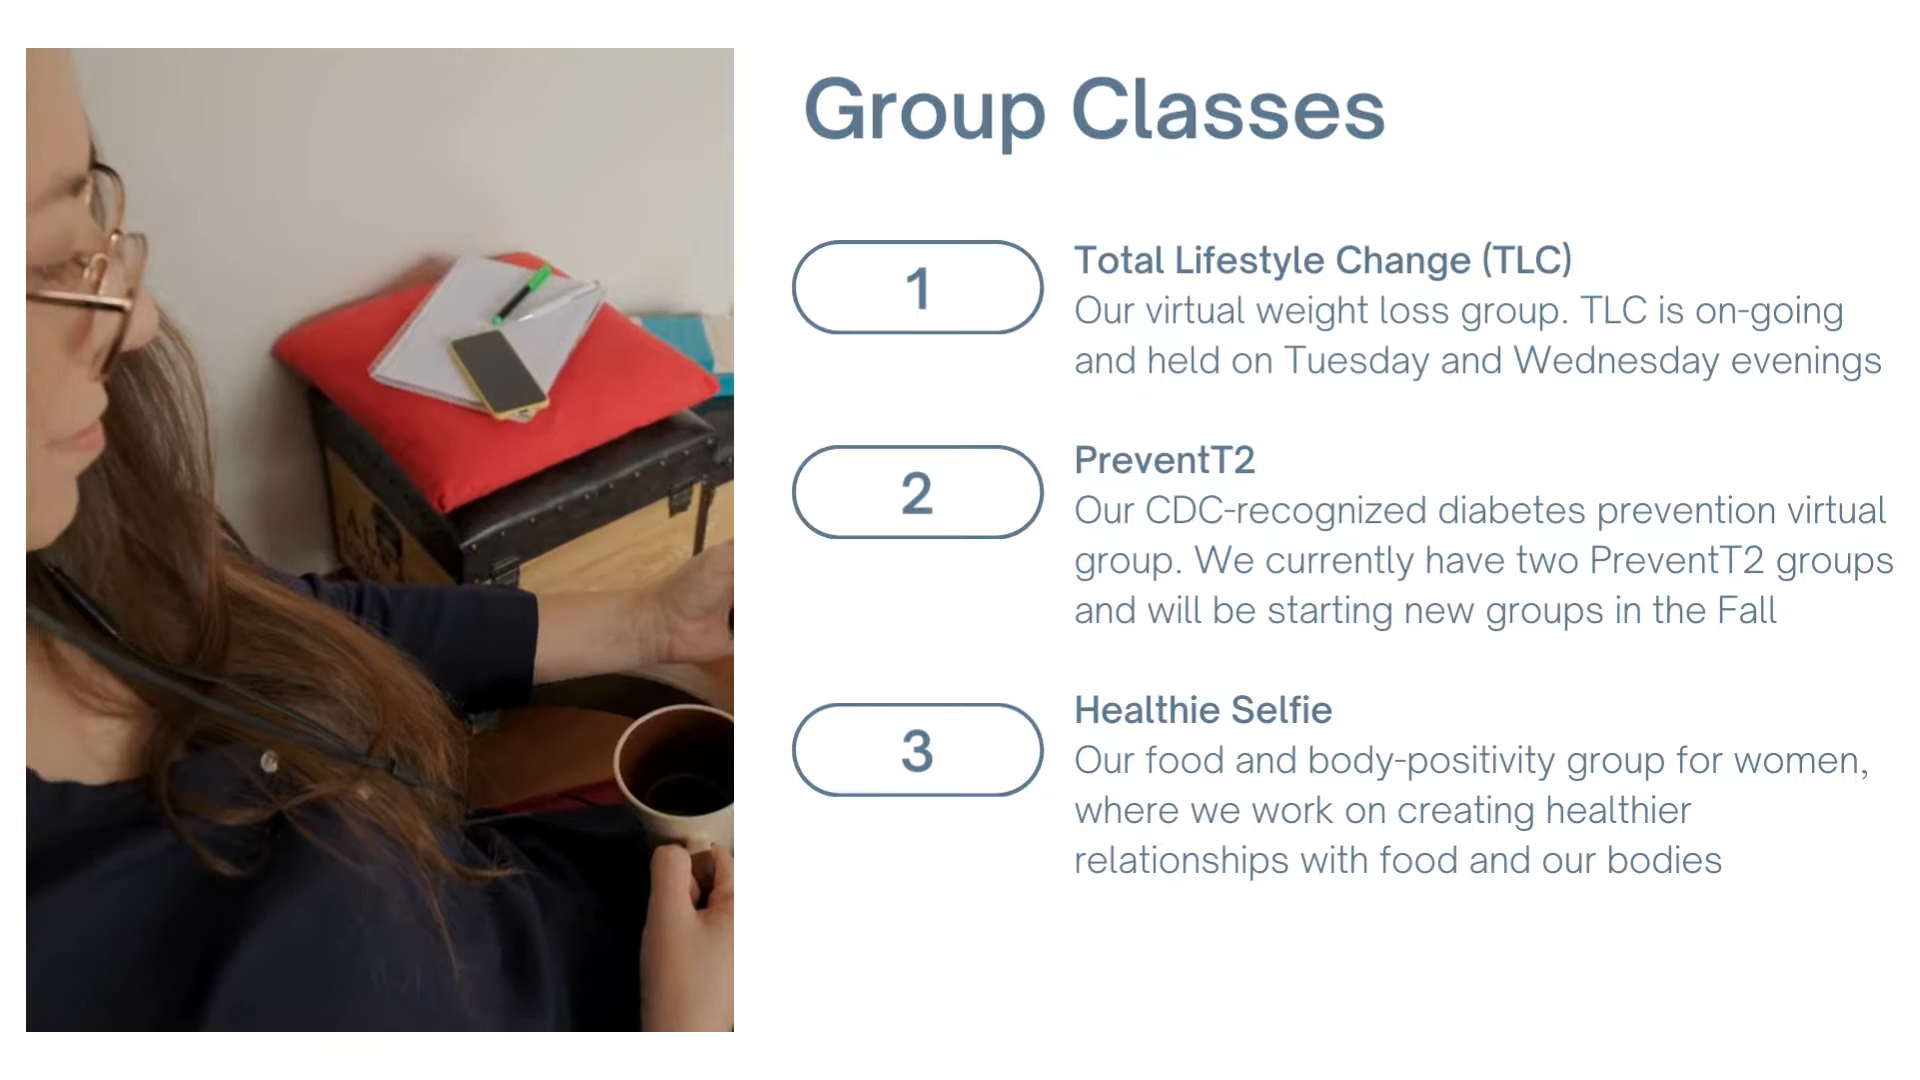 Group Classes
1
Total Lifestyle Change (TLC)
Our virtual weight loss group. TLC is on-going
and held on Tuesday and Wednesday evenings
2
PreventT2
Our CDC-recognized diabetes prevention virtual
group. We currently have two PreventT2 groups
and will be starting new groups in the Fall
3
Healthie Selfie
Our food and body-positivity group for women,
where we work on creating healthier
relationships with food and our bodies